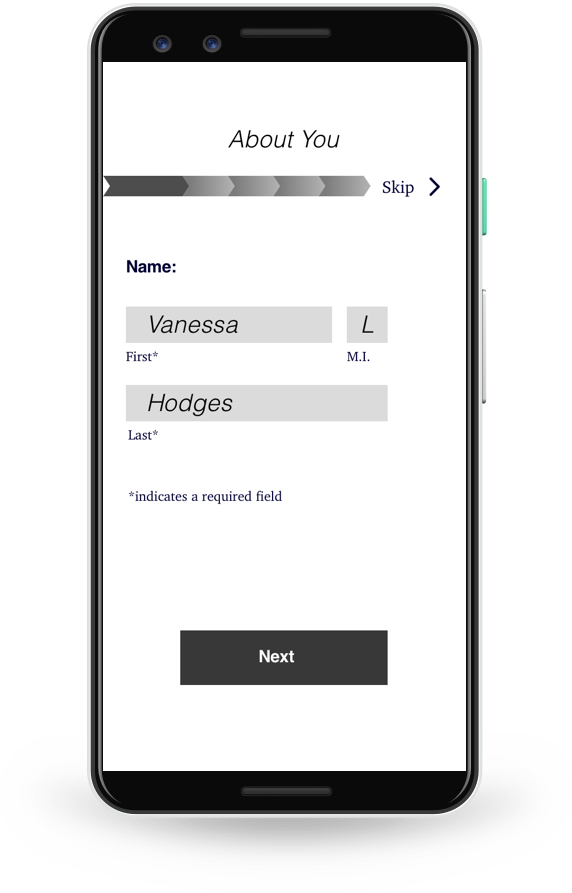 About You
Skip
Name:
Vanessa L
First* M.I.
Hodges
Last*
*indicates a required field
Next